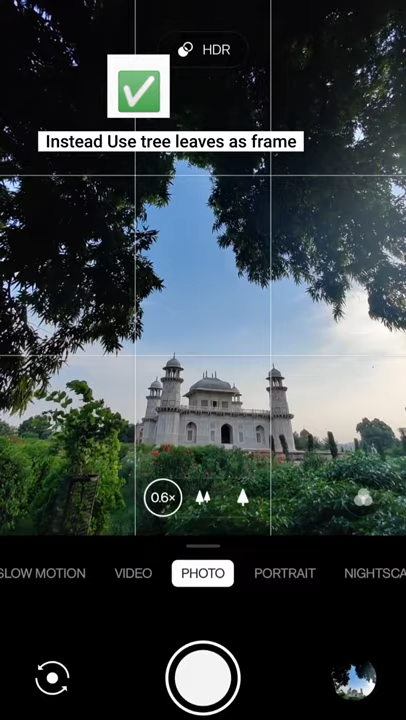 HDR
Instead Use tree leaves as frame
0.6×
SLOW MOTION VIDEO PHOTO PORTRAIT NIGHTSCA